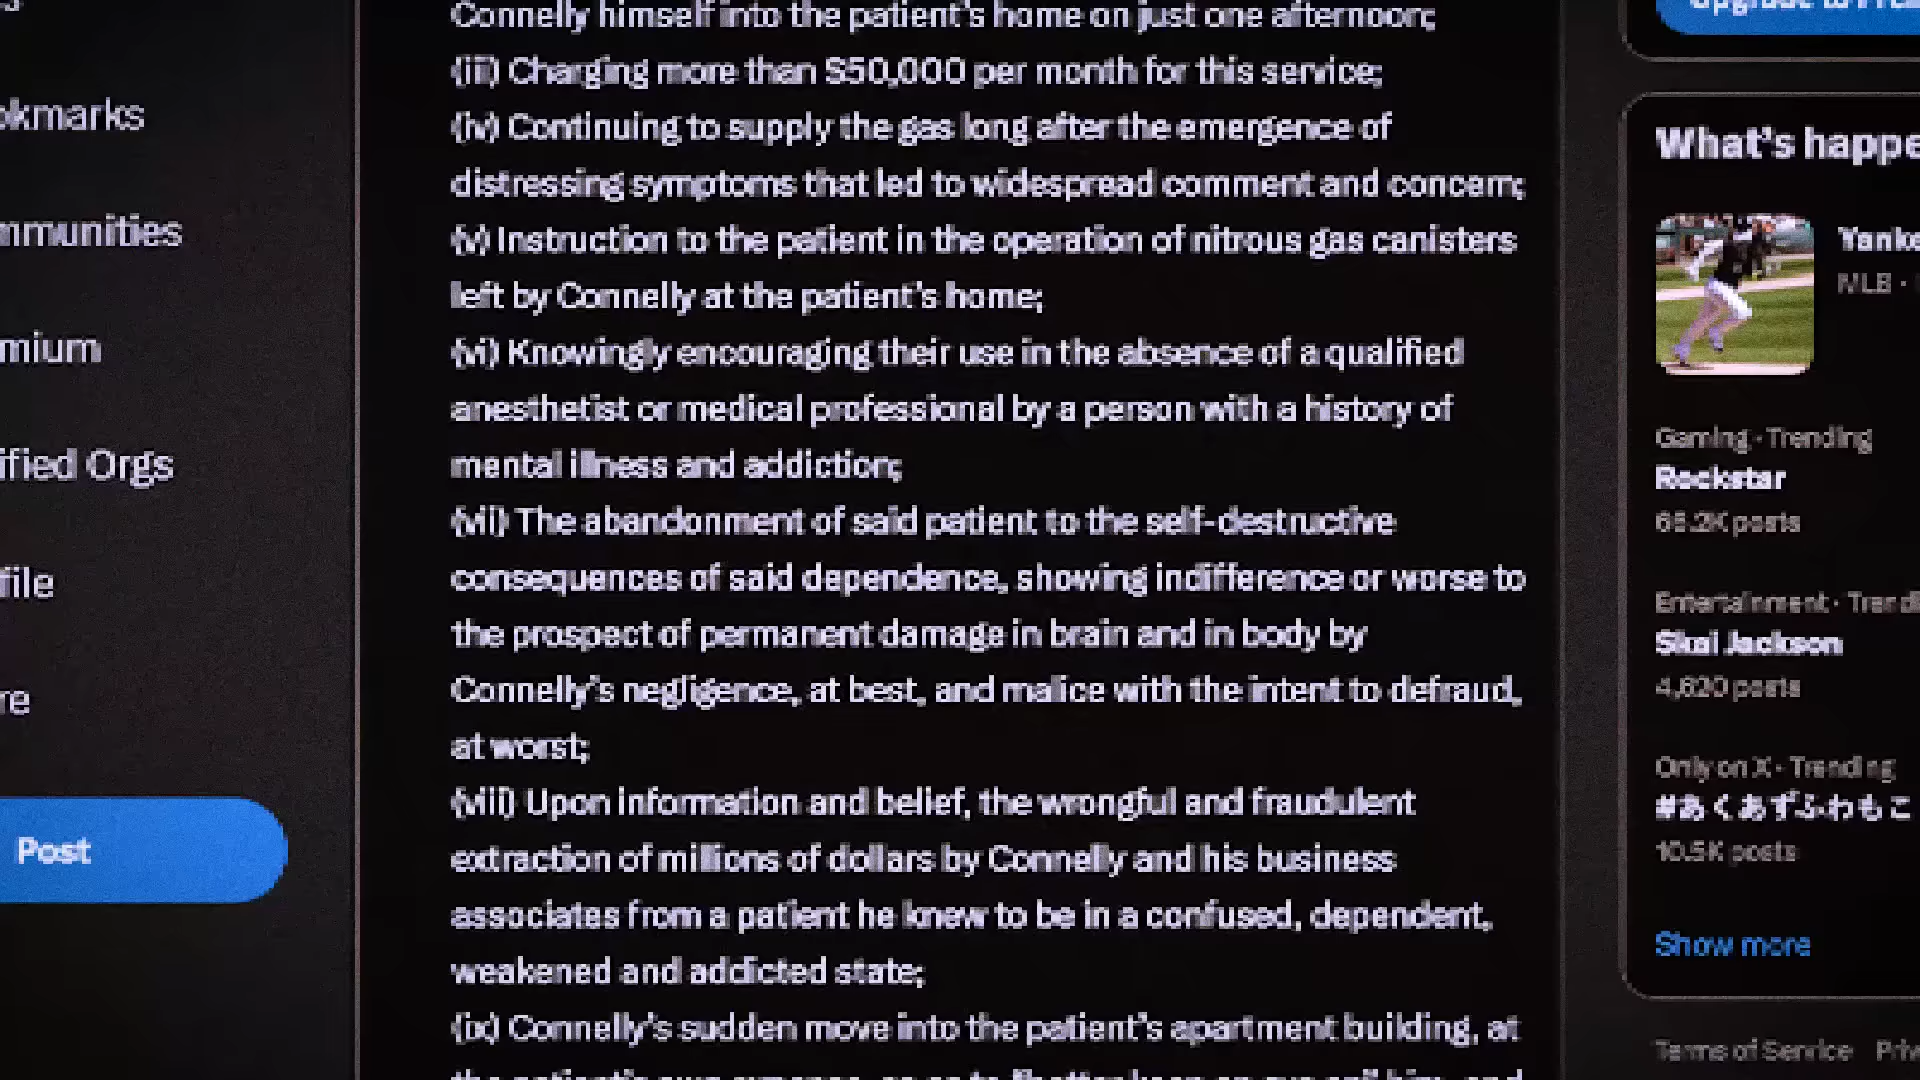 okmarks
mmunities
mium
ified Orgs
file
re
Post
Connelly himself into the patient's home on just one afternoon;
(iii) Charging more than $50,000 per month for this service;
(iv) Continuing to supply the gas long after the emergence of
distressing symptoms that led to widespread comment and concern;
(v) Instruction to the patient in the operation of nitrous gas canisters
left by Connelly at the patient's home;
(vi) Knowingly encouraging their use in the absence of a qualified
anesthetist or medical professional by a person with a history of
mental illness and addiction;
(vii) The abandonment of said patient to the self-destructive
consequences of said dependence, showing indifference or worse to
the prospect of permanent damage in brain and in body by
Connelly's negligence, at best, and malice with the intent to defraud,
at worst;
(viii) Upon information and belief, the wrongful and fraudulent
extraction of millions of dollars by Connelly and his business
associates from a patient he knew to be in a confused, dependent,
weakened and addicted state;
(ix) Connelly's sudden move into the patient's apartment building, at
What's happe
Yanke
MLB ·
Gaming · Trending
Rockstar
Entertainment · Trendi
Skai Jackson
4,620 posts
Only on X · Trending
#あくあずふわもこ
10.5K posts
Show more
Terms of Service Priv